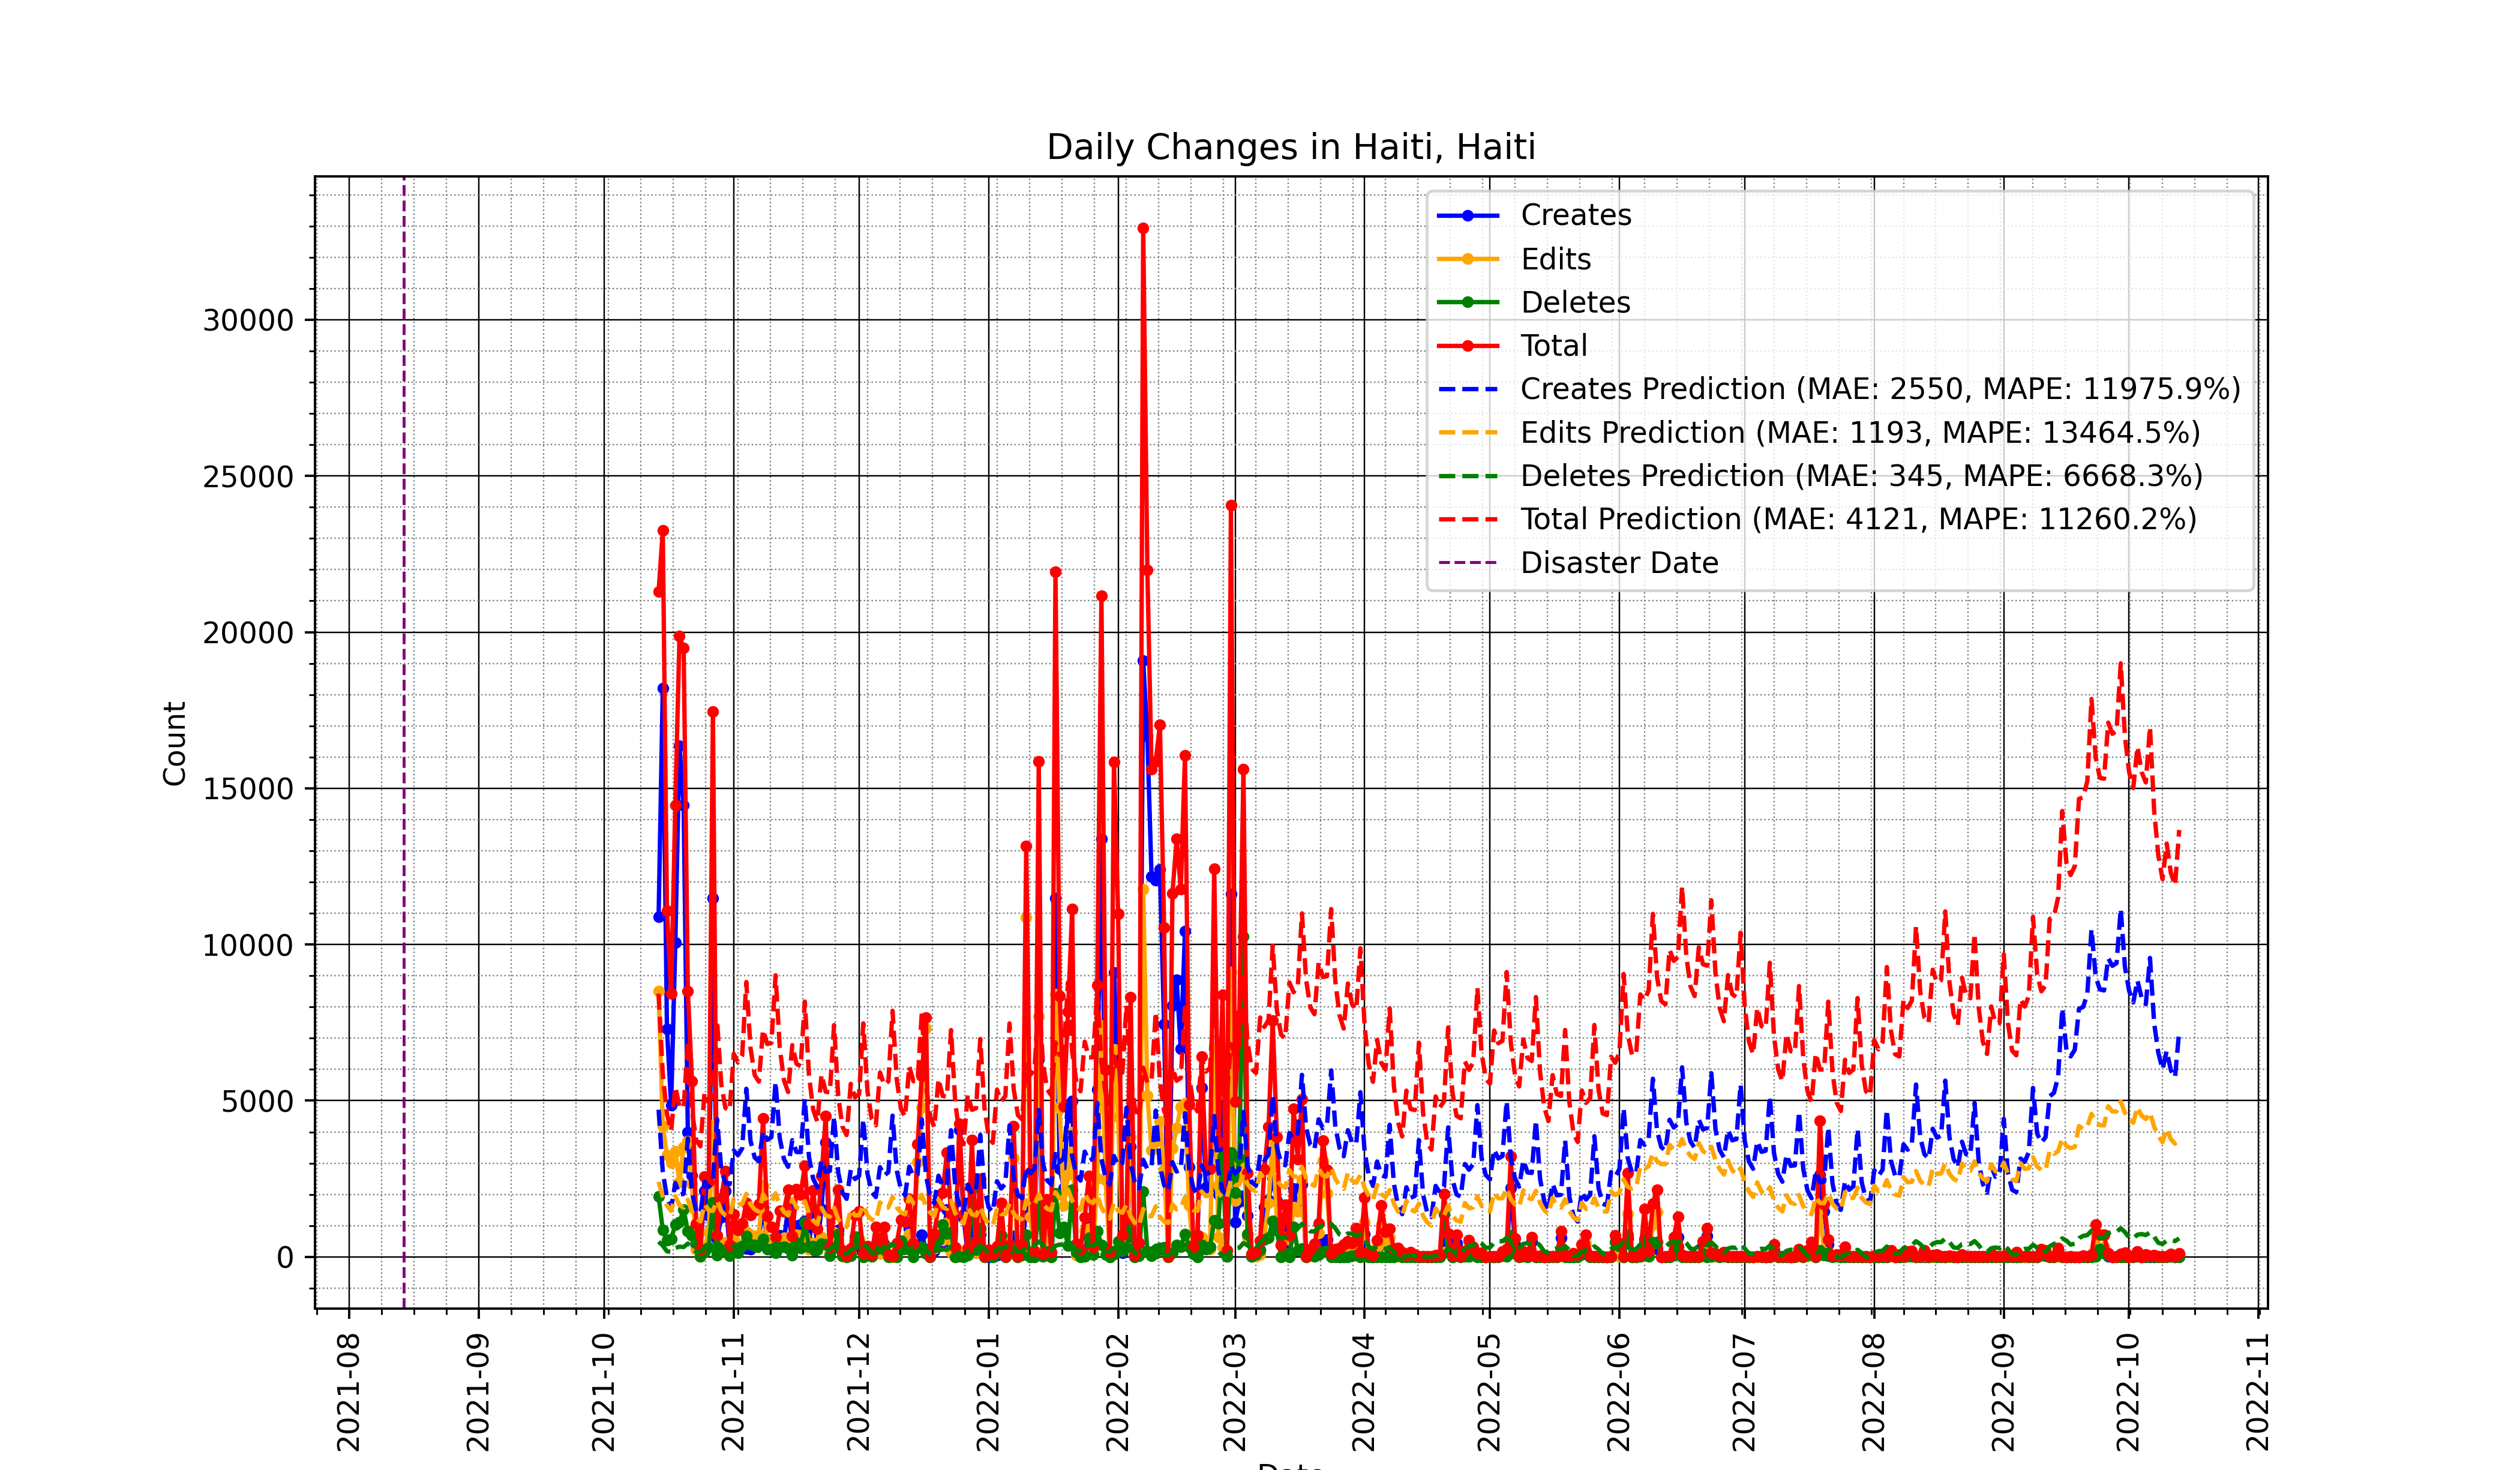 Daily Changes in Haiti, Haiti
Creates
Edits
Deletes
Total
Creates Prediction (MAE: 2550, MAPE: 11975.9%)
Edits Prediction (MAE: 1193, MAPE: 13464.5%)
Deletes Prediction (MAE: 345, MAPE: 6668.3%)
Total Prediction (MAE: 4121, MAPE: 11260.2%)
Disaster Date
Count
30000
25000
20000
15000
10000
5000
0
2021-08
2021-09
2021-10
2021-11
2021-12
2022-01
2022-02
2022-03
2022-04
2022-05
2022-06
2022-07
2022-08
2022-09
2022-10
2022-11
Date